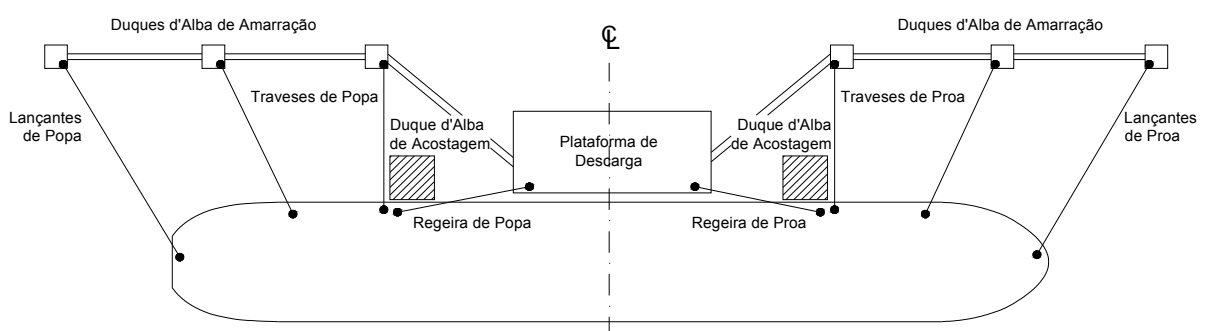 Duques d'Alba de Amarração
℄
Duques d'Alba de Amarração
Lançantes
de Popa
Traveses de Popa
Duque d'Alba
de Acostagem
Plataforma de
Descarga
Duque d'Alba
de Acostagem
Traveses de Proa
Lançantes
de Proa
Regeira de Popa
Regeira de Proa